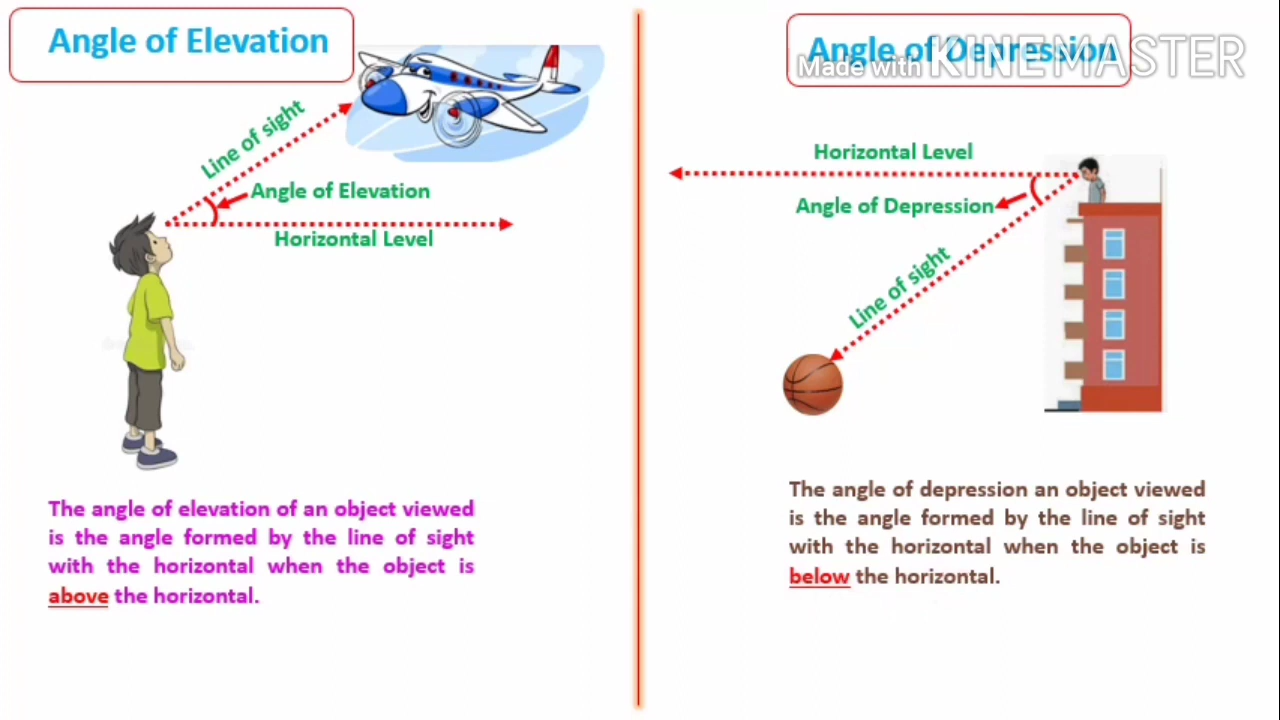 Angle of Elevation
Line of sight
Angle of Elevation
Horizontal Level
The angle of elevation of an object viewed
is the angle formed by the line of sight
with the horizontal when the object is
above the horizontal.
Angle of Depression
Made with KINEMASTER
Horizontal Level
Angle of Depression
Line of sight
The angle of depression an object viewed
is the angle formed by the line of sight
with the horizontal when the object is
below the horizontal.